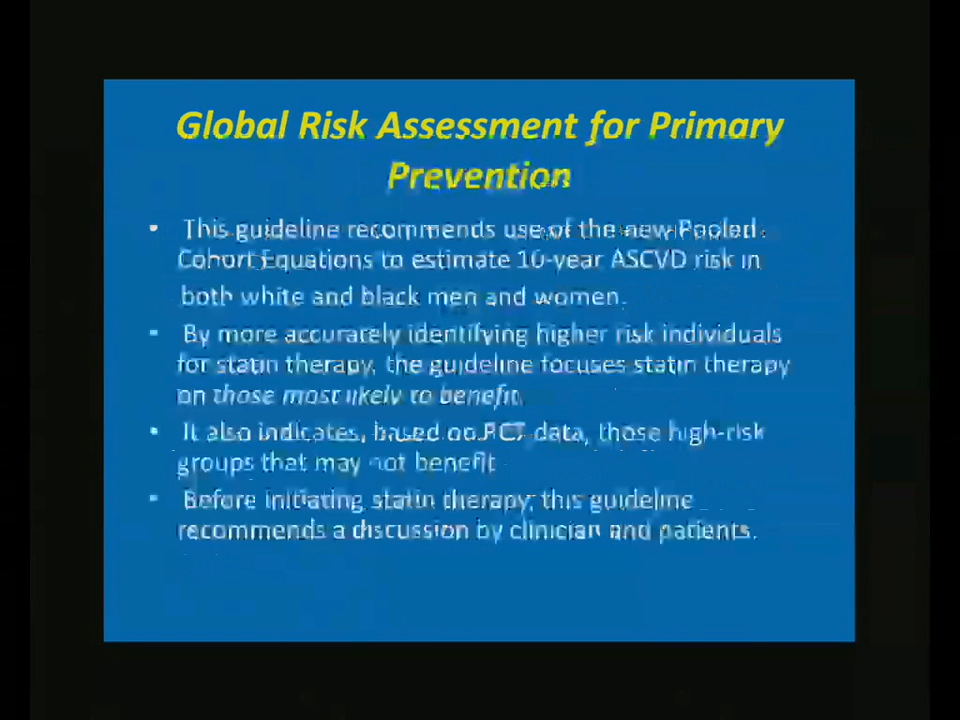 Global Risk Assessment for Primary
Prevention
• This guideline recommends use of the new Pooled
Cohort Equations to estimate 10-year ASCVD risk in
both white and black men and women.
• By more accurately identifying higher risk individuals
for statin therapy, the guideline focuses statin therapy
on those most likely to benefit.
• It also indicates, based on RCT data, those high-risk
groups that may not benefit
• Before initiating statin therapy, this guideline
recommends a discussion by clinician and patients.